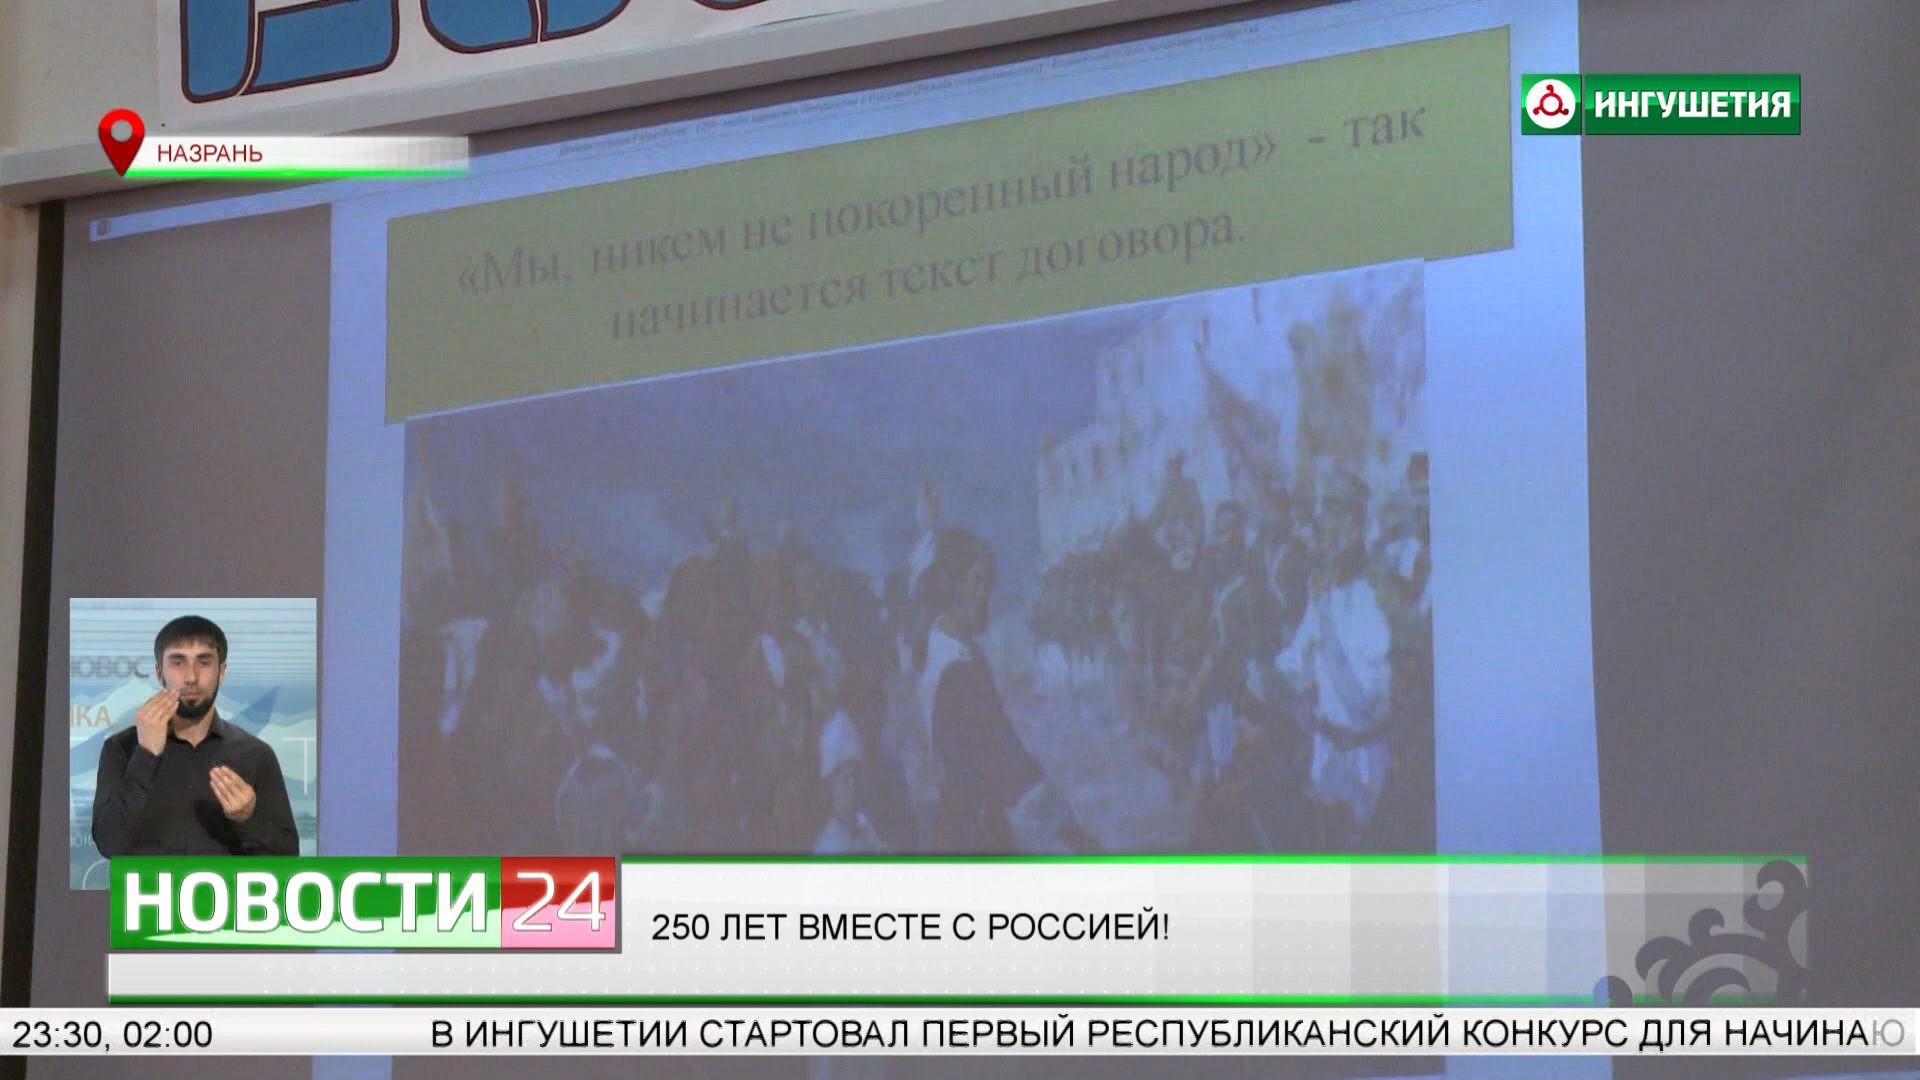 ИНГУШЕТИЯ
НАЗРАНЬ
«Мы, никем не покоренный народ» - так
начинается текст договора.
НОВОС
НОВОСТИ 24
250 ЛЕТ ВМЕСТЕ С РОССИЕЙ!
23:30, 02:00 В ИНГУШЕТИИ СТАРТОВАЛ ПЕРВЫЙ РЕСПУБЛИКАНСКИЙ КОНКУРС ДЛЯ НАЧИНАЮ